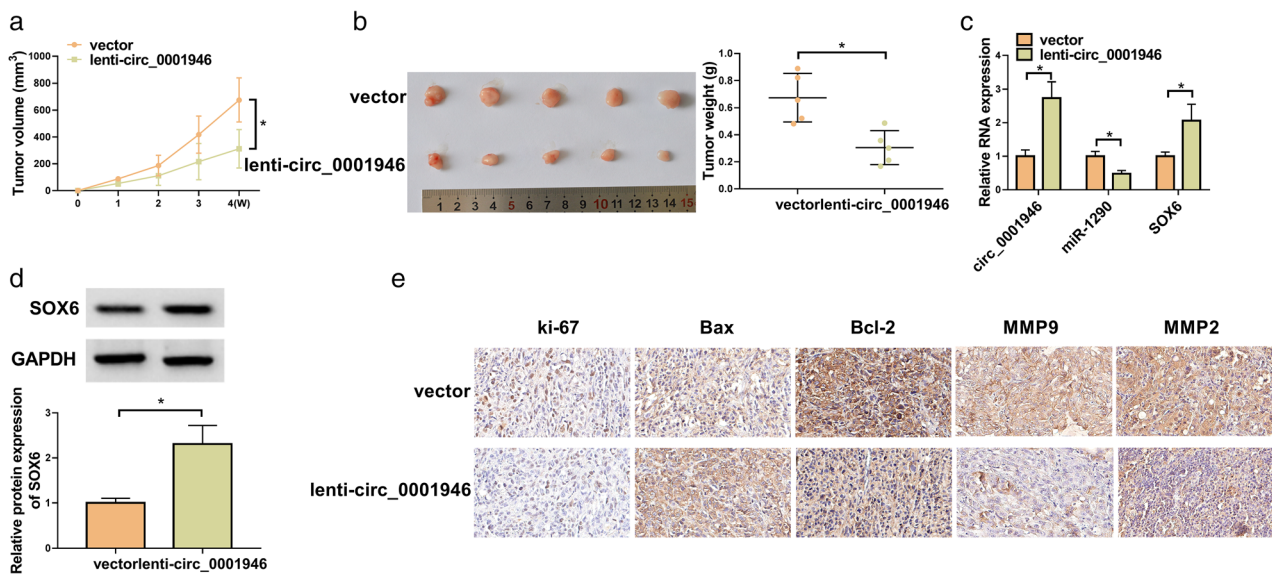 a
Tumor volume (mm³)
1000
800
600
400
200
0
0 1 2 3 4(W)
vector
lenti-circ_0001946
*
b
vector
lenti-circ_0001946
1 2 3 4 5 6 7 8 9 10 11 12 13 14 15
Tumor weight (g)
1.0
0.8
0.6
0.4
0.2
0.0
*
vectorlenti-circ_0001946
c
Relative RNA expression
4
3
2
1
0
vector
lenti-circ_0001946
* * *
circ_0001946
miR-1290
SOX6
d
SOX6
GAPDH
Relative protein expression
of SOX6
3
2
1
0
*
vectorlenti-circ_0001946
e
ki-67 Bax Bcl-2 MMP9 MMP2
vector
lenti-circ_0001946